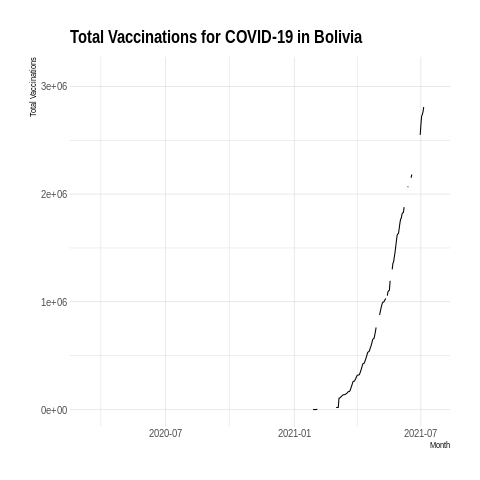 Total Vaccinations for COVID-19 in Bolivia
Total Vaccinations
3e+06
2e+06
1e+06
0e+00
2020-07
2021-01
2021-07
Month